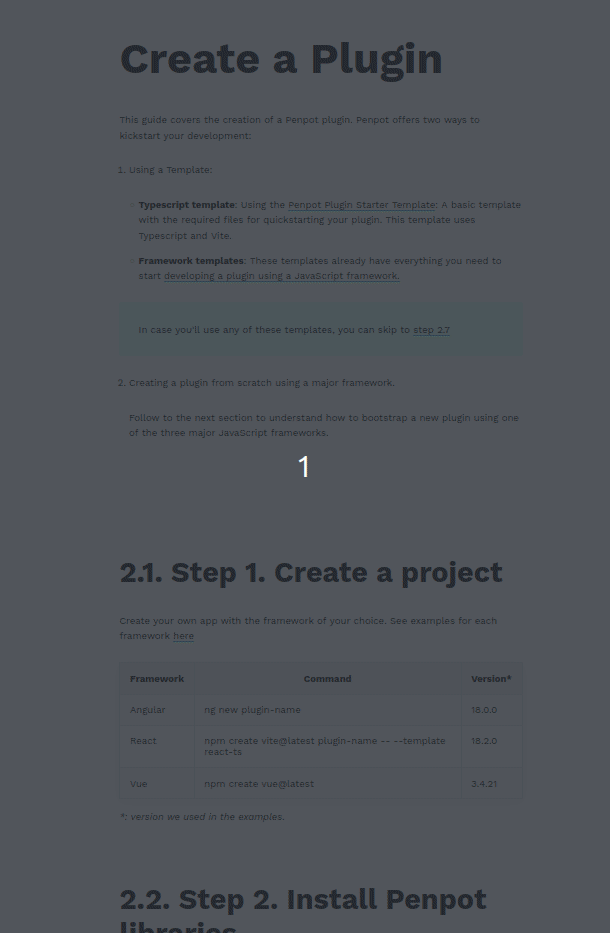 Create a Plugin
This guide covers the creation of a Penpot plugin. Penpot offers two ways to
kickstart your development:
1. Using a Template:
Typescript template: Using the Penpot Plugin Starter Template: A basic template
with the required files for quickstarting your plugin. This template uses
Typescript and Vite.
Framework templates: These templates already have everything you need to
start developing a plugin using a JavaScript framework.
In case you'll use any of these templates, you can skip to step 2.7
2. Creating a plugin from scratch using a major framework.
Follow to the next section to understand how to bootstrap a new plugin using one
of the three major JavaScript frameworks.
1
2.1. Step 1. Create a project
Create your own app with the framework of your choice. See examples for each
framework here
Framework Command Version*
Angular ng new plugin-name 18.0.0
React npm create vite@latest plugin-name -- --template 18.2.0
react-ts
Vue npm create vue@latest 3.4.21
*: version we used in the examples.
2.2. Step 2. Install Penpot
libraries